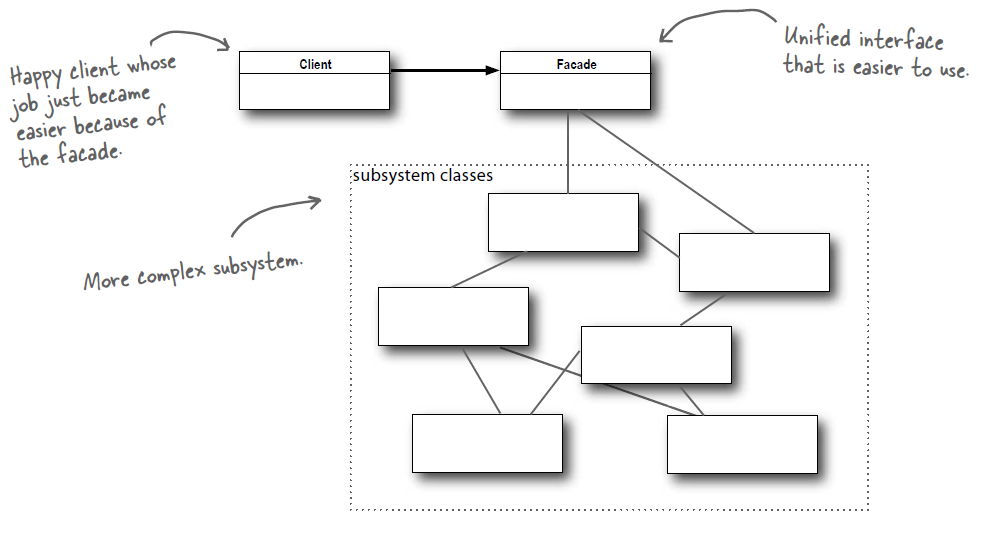 Happy client whose
job just became
easier because of
the facade.
Client
Facade
Unified interface
that is easier to use.
subsystem classes
More complex subsystem.